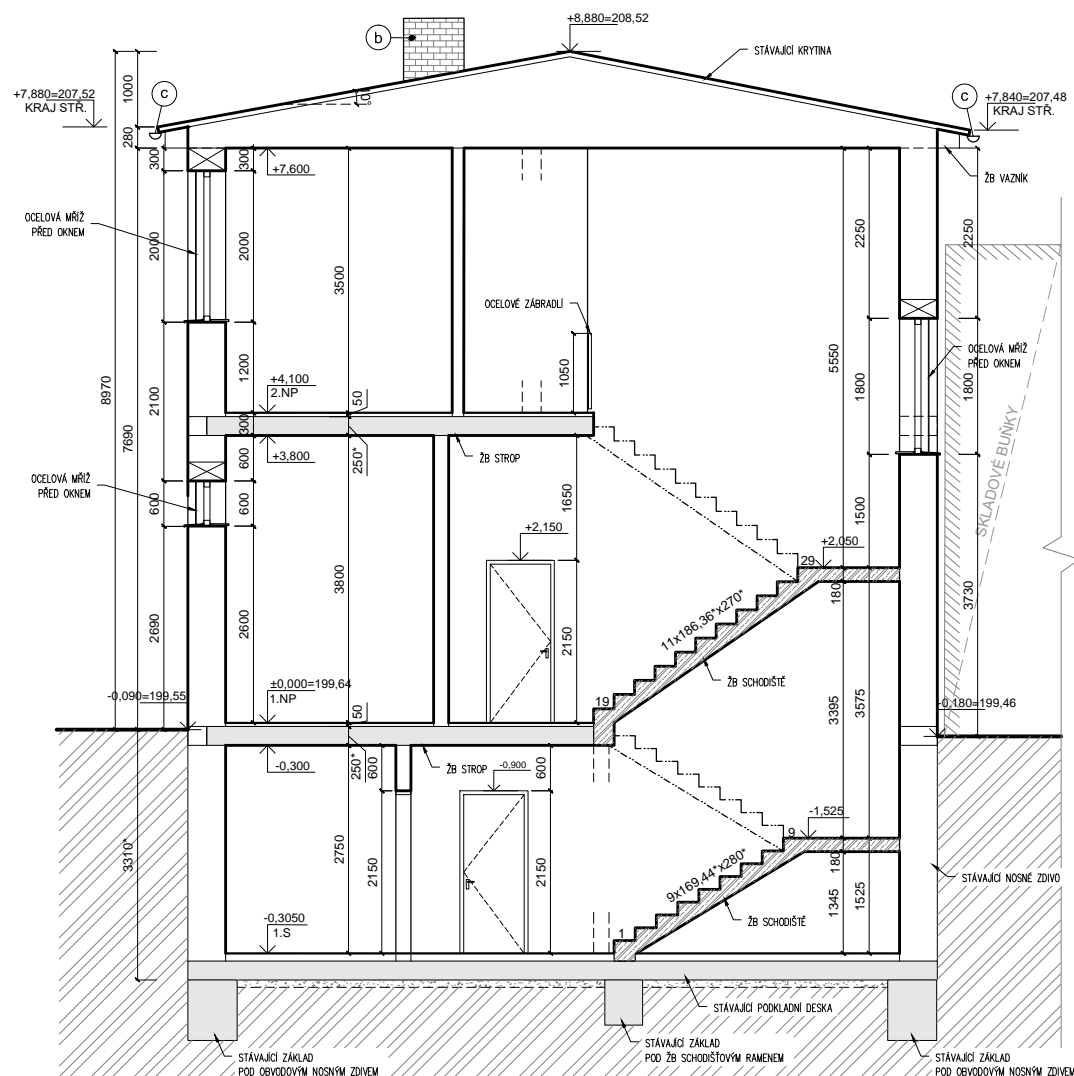 +8,880=208,52
b
STÁVAJÍCÍ KRYTINA
+7,880=207,52
KRAJ STŘ.
c
c
+7,840=207,48
KRAJ STŘ.
1000
280
300
300
+7,600
ŽB VAZNÍK
OCELOVÁ MŘÍŽ
PŘED OKNEM
2000
2000
3500
2250
2250
OCELOVÉ ZÁBRADLÍ
OCELOVÁ MŘÍŽ
PŘED OKNEM
8970
7690
2100
1200
+4,100
2.NP
50
1050
5550
1800
1800
300
250*
+3,800
ŽB STROP
600
OCELOVÁ MŘÍŽ
PŘED OKNEM
600
600
1650
+2,150
1500
SKLADOVÉ BUŇKY
29
+2,050
180
3800
2690
2600
2150
11x186,36*x270*
3730
ŽB SCHODIŠTĚ
-0,090=199,55
±0,000=199,64
1.NP
50
19
3395
3575
-0,180=199,46
250*
-0,300
600
ŽB STROP
-0,900
600
9
-1,525
180
3310*
2750
2150
2150
9x169,44*x280*
1345
1525
STÁVAJÍCÍ NOSNÉ ZDIVO
ŽB SCHODIŠTĚ
-0,3050
1.S
1
STÁVAJÍCÍ PODKLADNÍ DESKA
STÁVAJÍCÍ ZÁKLAD
POD OBVODOVÝM NOSNÝM ZDIVEM
STÁVAJÍCÍ ZÁKLAD
POD ŽB SCHODIŠŤOVÝM RAMENEM
STÁVAJÍCÍ ZÁKLAD
POD OBVODOVÝM NOSNÝM ZDIVEM